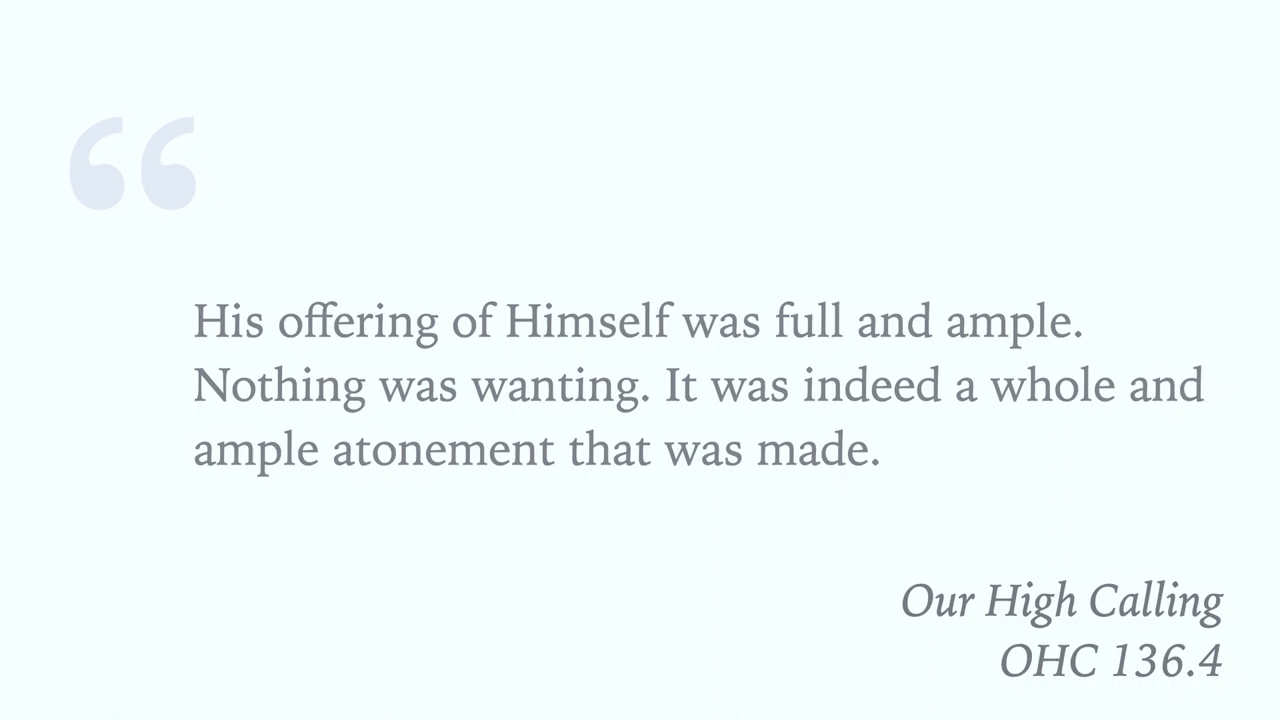 “
His offering of Himself was full and ample.
Nothing was wanting. It was indeed a whole and
ample atonement that was made.
Our High Calling
OHC 136.4